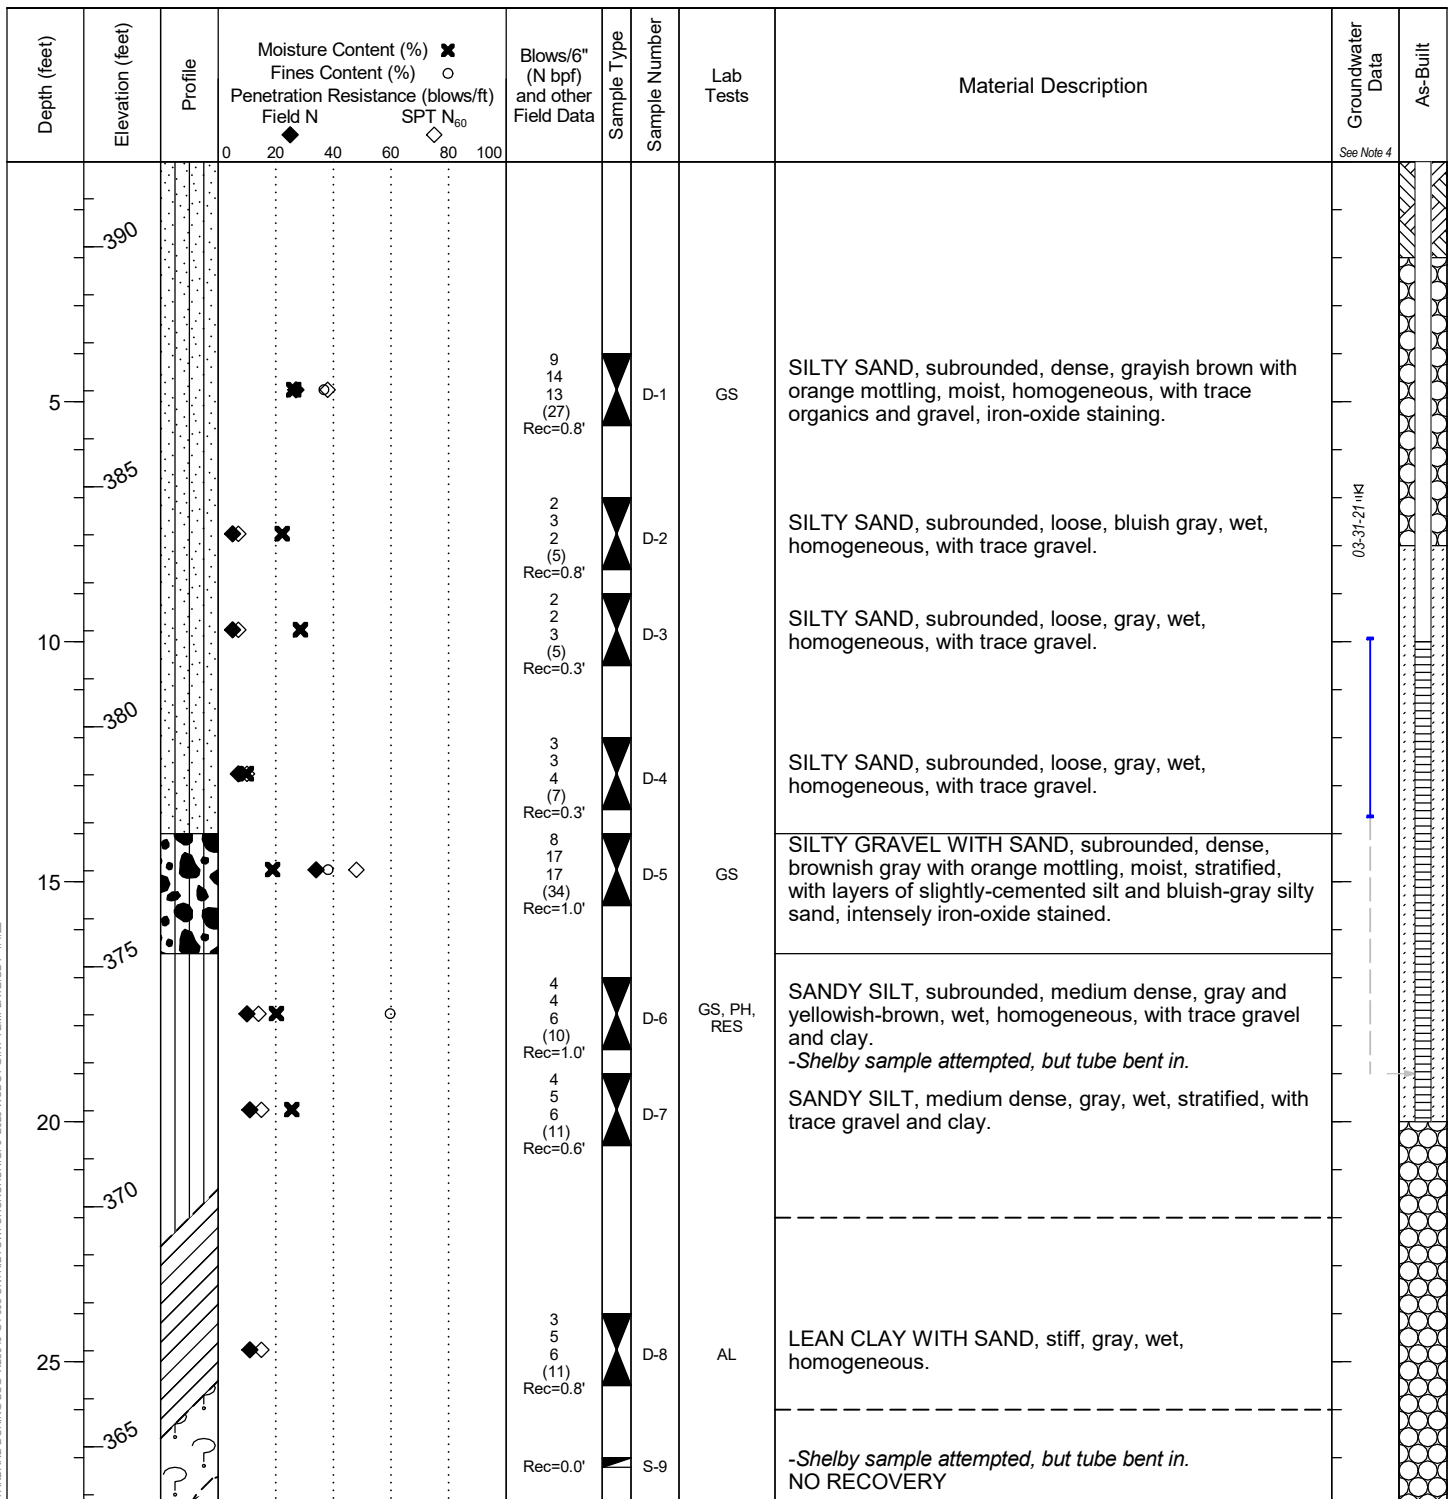 Depth (feet)
Elevation (feet)
Profile
Moisture Content (%)
Fines Content (%)
Penetration Resistance (blows/ft)
Field N SPT N60
0 20 40 60 80 100
Blows/6"
(N bpf)
and other
Field Data
Sample Type
Sample Number
Lab
Tests
Material Description
Groundwater
Data
See Note 4
As-Built
390
9
14
13
(27)
Rec=0.8'
D-1
GS
SILTY SAND, subrounded, dense, grayish brown with
orange mottling, moist, homogeneous, with trace
organics and gravel, iron-oxide staining.
5
385
2
3
2
(5)
Rec=0.8'
D-2
SILTY SAND, subrounded, loose, bluish gray, wet,
homogeneous, with trace gravel.
03-31-21
2
2
3
(5)
Rec=0.3'
D-3
SILTY SAND, subrounded, loose, gray, wet,
homogeneous, with trace gravel.
10
380
3
3
4
(7)
Rec=0.3'
D-4
SILTY SAND, subrounded, loose, gray, wet,
homogeneous, with trace gravel.
8
17
17
(34)
Rec=1.0'
D-5
GS
SILTY GRAVEL WITH SAND, subrounded, dense,
brownish gray with orange mottling, moist, stratified,
with layers of slightly-cemented silt and bluish-gray silty
sand, intensely iron-oxide stained.
15
375
4
4
6
(10)
Rec=1.0'
D-6
GS, PH,
RES
SANDY SILT, subrounded, medium dense, gray and
yellowish-brown, wet, homogeneous, with trace gravel
and clay.
-Shelby sample attempted, but tube bent in.
4
5
6
(11)
Rec=0.6'
D-7
SANDY SILT, medium dense, gray, wet, stratified, with
trace gravel and clay.
20
370
3
5
6
(11)
Rec=0.8'
D-8
AL
LEAN CLAY WITH SAND, stiff, gray, wet,
homogeneous.
25
365
Rec=0.0'
S-9
-Shelby sample attempted, but tube bent in.
NO RECOVERY